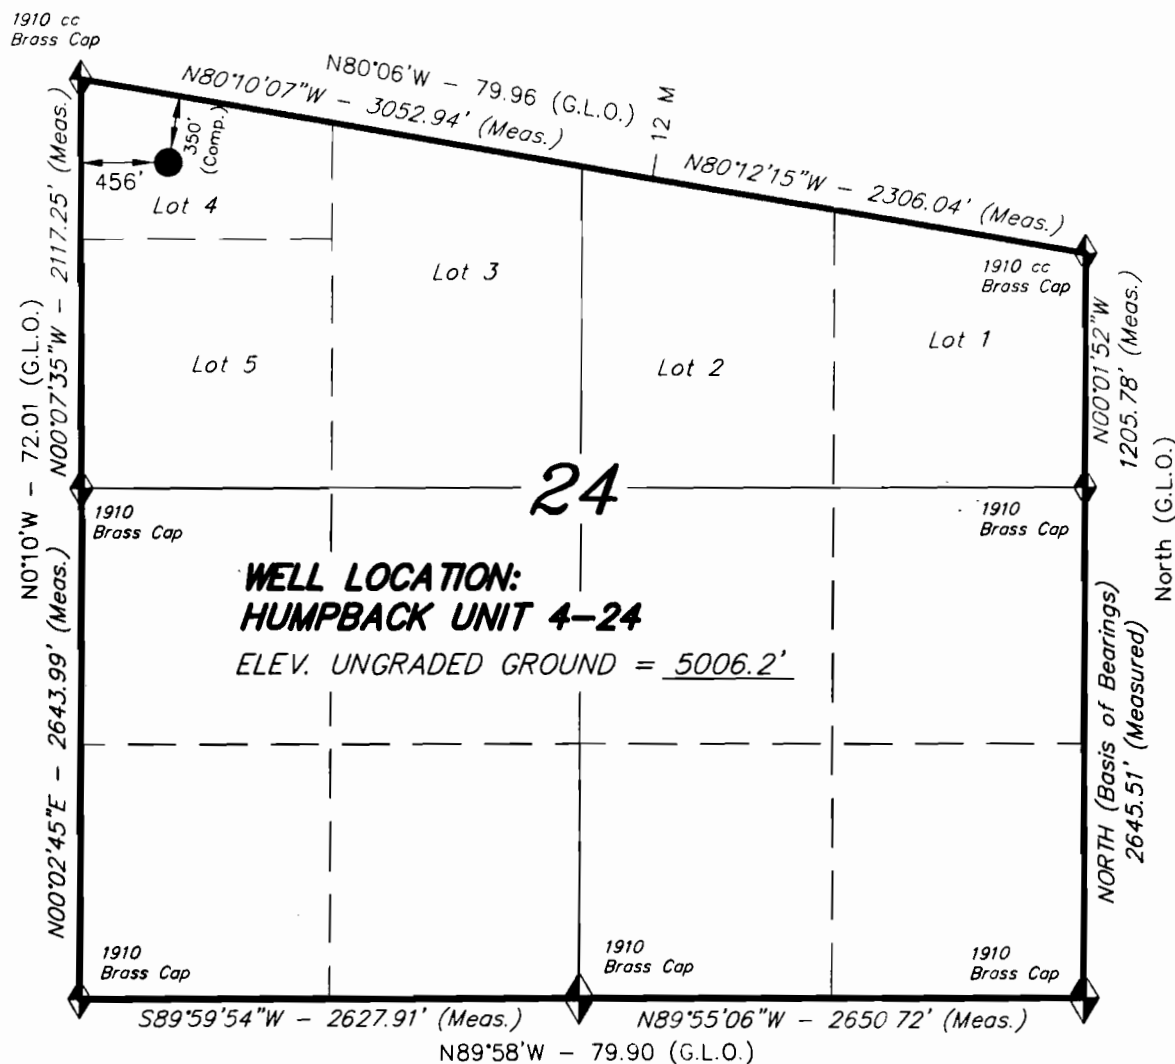 1910 cc
Brass Cap
N80°06'W - 79.96 (G.L.O.)
N80°10'07"W - 3052.94' (Meas.)
12 M
N80°12'15"W - 2306.04' (Meas.)
350'
(Comp.)
456'
Lot 4
Lot 3
Lot 5
Lot 2
Lot 1
1910 cc
Brass Cap
N0°10'W - 72.01 (G.L.O.)
N00°07'35"W - 2117.25' (Meas.)
N00°01'52"W
1205.78' (Meas.)
North (G.L.O.)
24
1910
Brass Cap
1910
Brass Cap
WELL LOCATION:
HUMPBACK UNIT 4-24
ELEV. UNGRADED GROUND = 5006.2'
N00°02'45"E - 2643.99' (Meas.)
NORTH (Basis of Bearings)
2645.51' (Measured)
1910
Brass Cap
1910
Brass Cap
1910
Brass Cap
S89°59'54"W - 2627.91' (Meas.)
N89°55'06"W - 2650 72' (Meas.)
N89°58'W - 79.90 (G.L.O.)